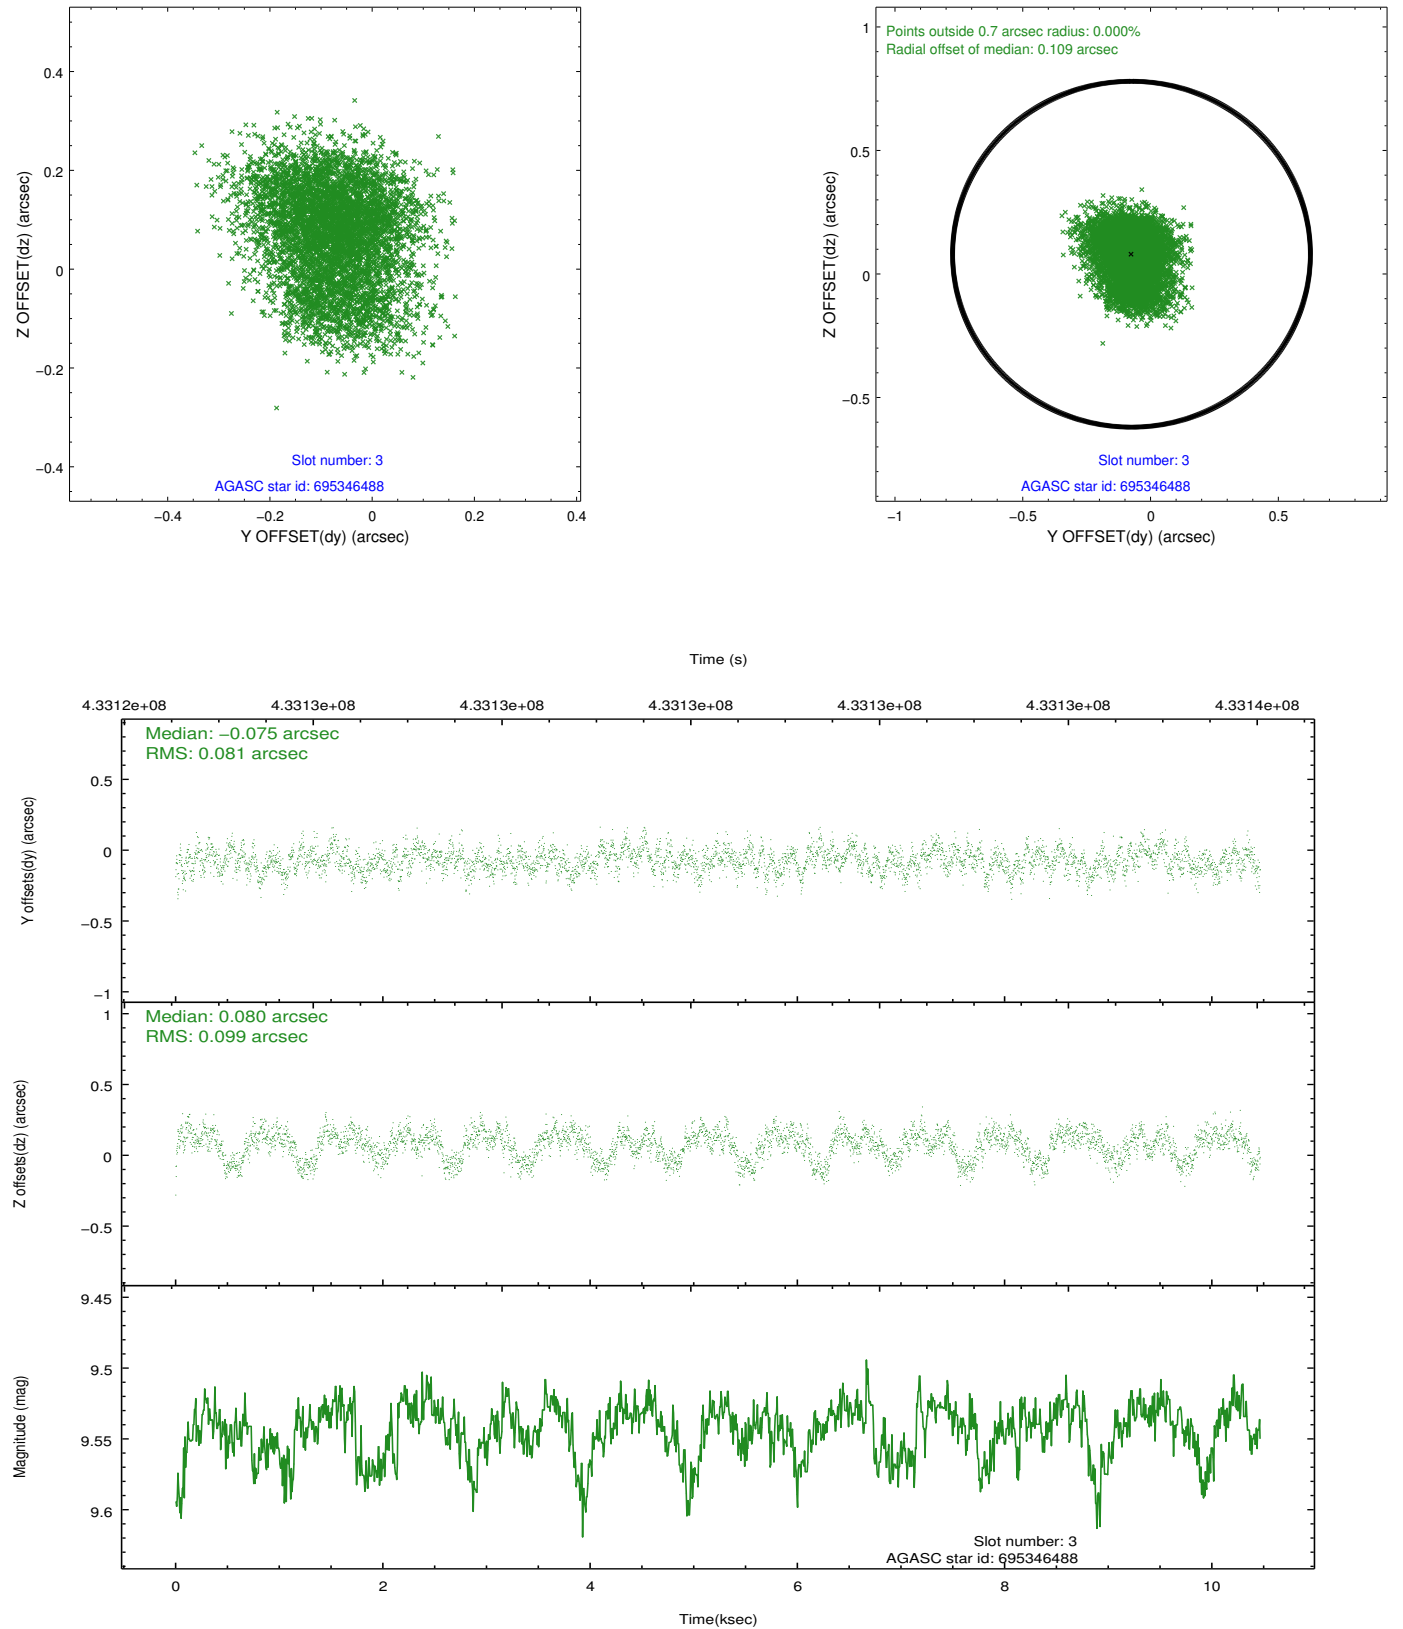 0.4
0.2
0
−0.2
−0.4
Z OFFSET(dz) (arcsec)
Slot number: 3
AGASC star id: 695346488
−0.4 −0.2 0 0.2 0.4
Y OFFSET(dy) (arcsec)
Points outside 0.7 arcsec radius: 0.000%
Radial offset of median: 0.109 arcsec
1
0.5
0
−0.5
Z OFFSET(dz) (arcsec)
Slot number: 3
AGASC star id: 695346488
−1 −0.5 0 0.5
Y OFFSET(dy) (arcsec)
Time (s)
4.3312e+08 4.3313e+08 4.3313e+08 4.3313e+08 4.3313e+08 4.3313e+08 4.3314e+08
Median: −0.075 arcsec
RMS: 0.081 arcsec
0.5
0
−0.5
−1
Y offsets(dy) (arcsec)
Median: 0.080 arcsec
RMS: 0.099 arcsec
1
0.5
0
−0.5
Z offsets(dz) (arcsec)
9.45
9.5
9.55
9.6
Magnitude (mag)
Slot number: 3
AGASC star id: 695346488
0 2 4 6 8 10
Time(ksec)